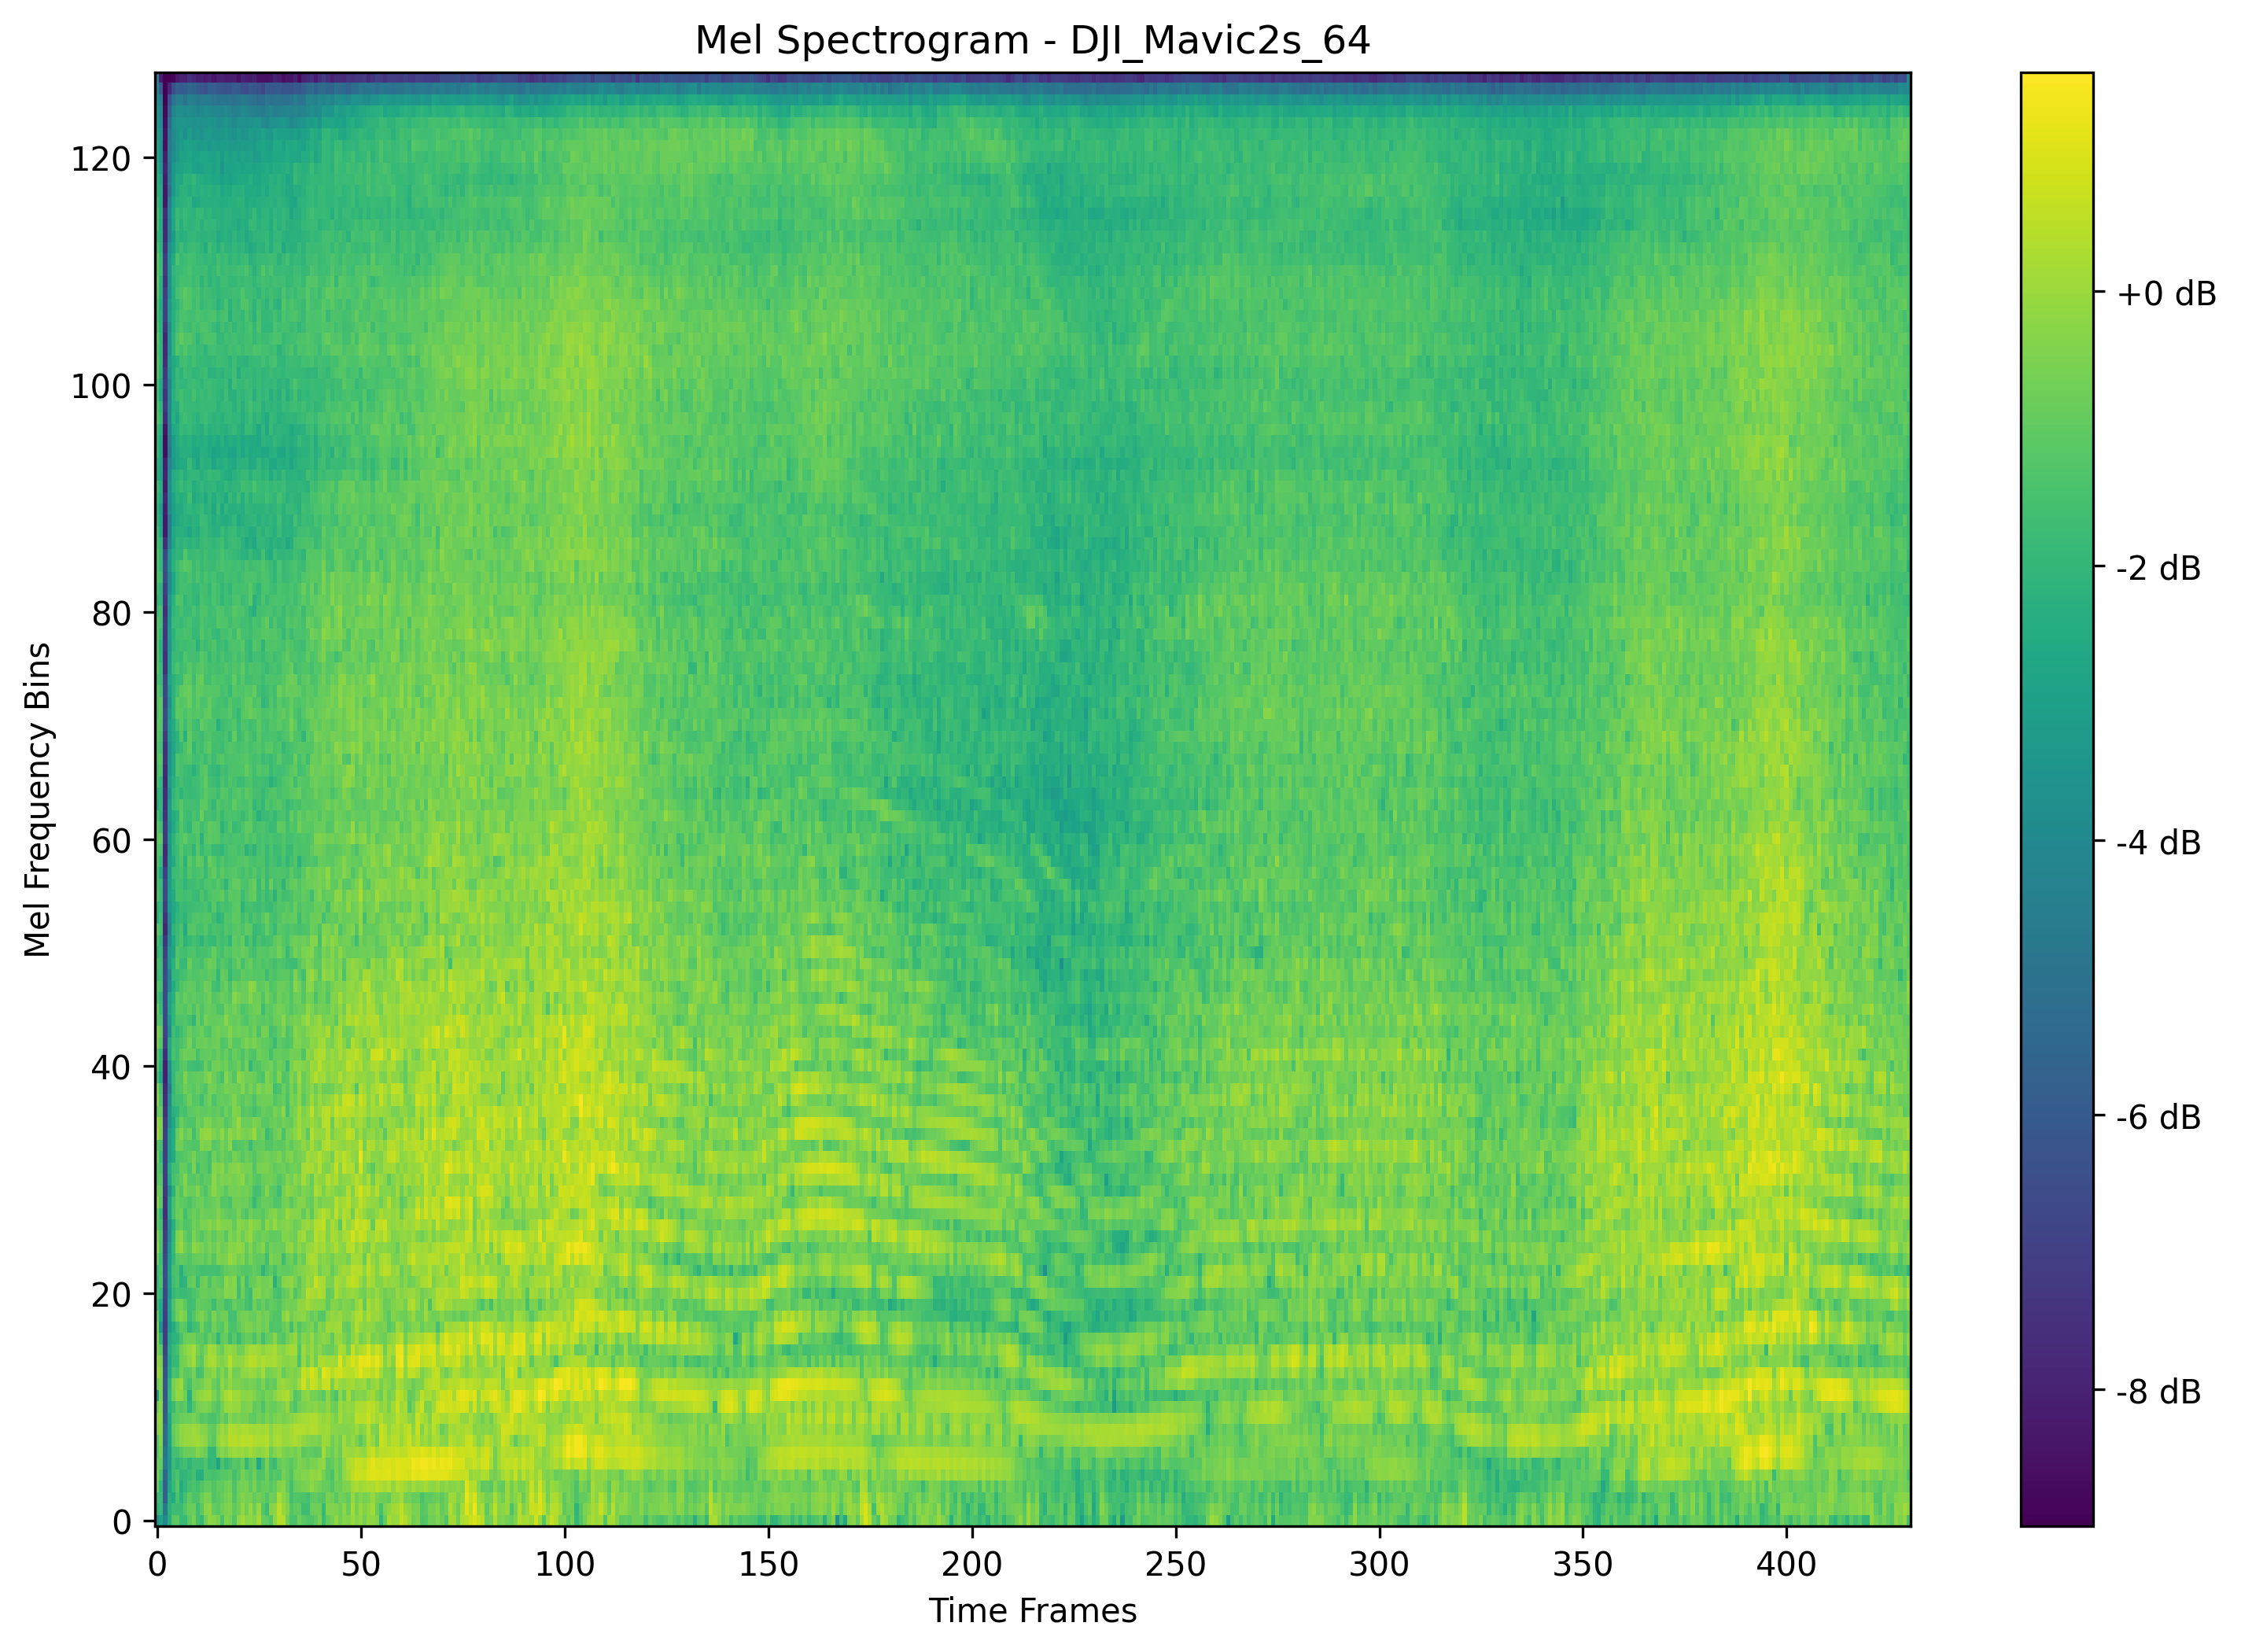 Mel Spectrogram - DJI_Mavic2s_64
120
100
80
60
40
20
0
Mel Frequency Bins
0 50 100 150 200 250 300 350 400
Time Frames
+0 dB
-2 dB
-4 dB
-6 dB
-8 dB